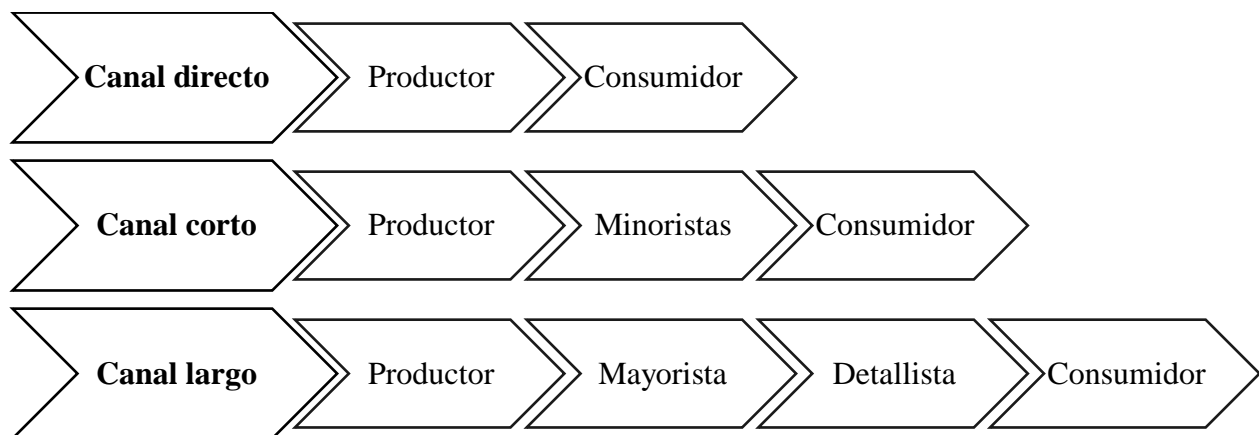 Canal directo Productor Consumidor
Canal corto Productor Minoristas Consumidor
Canal largo Productor Mayorista Detallista Consumidor